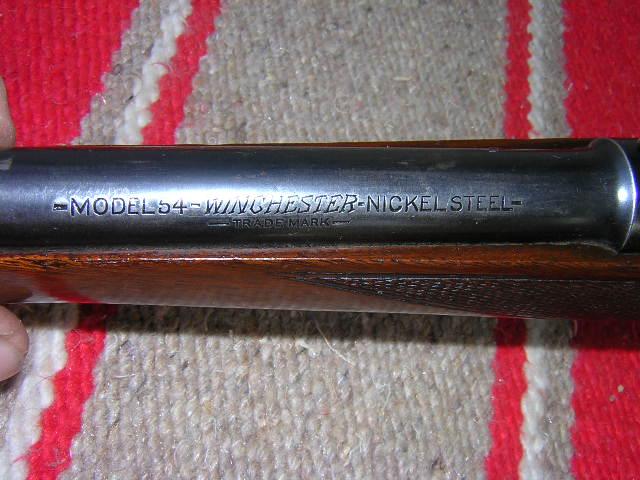 -MODEL 54-WINCHESTER-NICKEL STEEL-
-TRADE MARK-